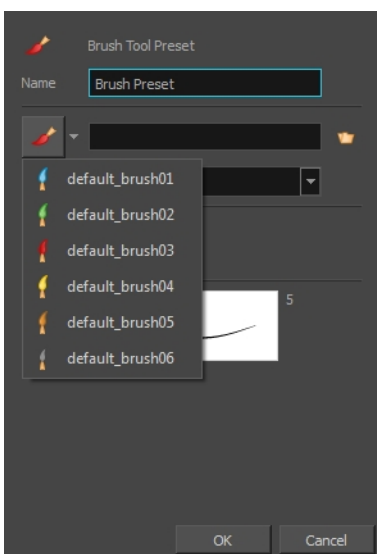 Brush Tool Preset
Name
Brush Preset
default_brush01
default_brush02
default_brush03
default_brush04
default_brush05
5
default_brush06
OK
Cancel